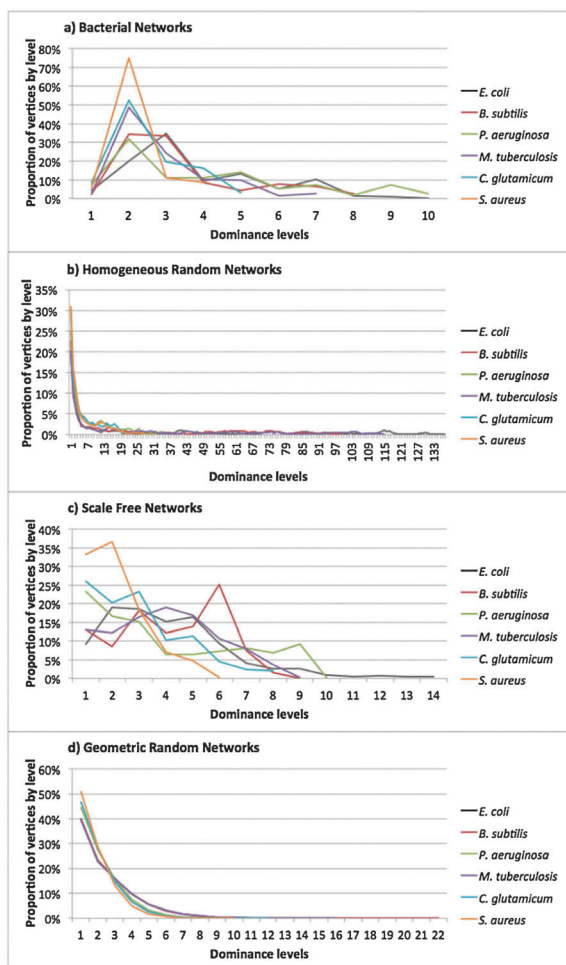 a) Bacterial Networks
Proportion of vertices by level
80%
70%
60%
50%
40%
30%
20%
10%
0%
1 2 3 4 5 6 7 8 9 10
Dominance levels
E. coli
B. subtilis
P. aeruginosa
M. tuberculosis
C. glutamicum
S. aureus
b) Homogeneous Random Networks
Proportion of vertices by level
35%
30%
25%
20%
15%
10%
5%
0%
1 7 13 19 25 31 37 43 49 55 61 67 73 79 85 91 97 103 109 115 121 127 133
Dominance levels
E. coli
B. subtilis
P. aeruginosa
M. tuberculosis
C. glutamicum
S. aureus
c) Scale Free Networks
Proportion of vertices by level
40%
35%
30%
25%
20%
15%
10%
5%
0%
1 2 3 4 5 6 7 8 9 10 11 12 13 14
Dominance levels
E. coli
B. subtilis
P. aeruginosa
M. tuberculosis
C. glutamicum
S. aureus
d) Geometric Random Networks
Proportion of vertices by level
60%
50%
40%
30%
20%
10%
0%
1 2 3 4 5 6 7 8 9 10 11 12 13 14 15 16 17 18 19 20 21 22
Dominance levels
E. coli
B. subtilis
P. aeruginosa
M. tuberculosis
C. glutamicum
S. aureus